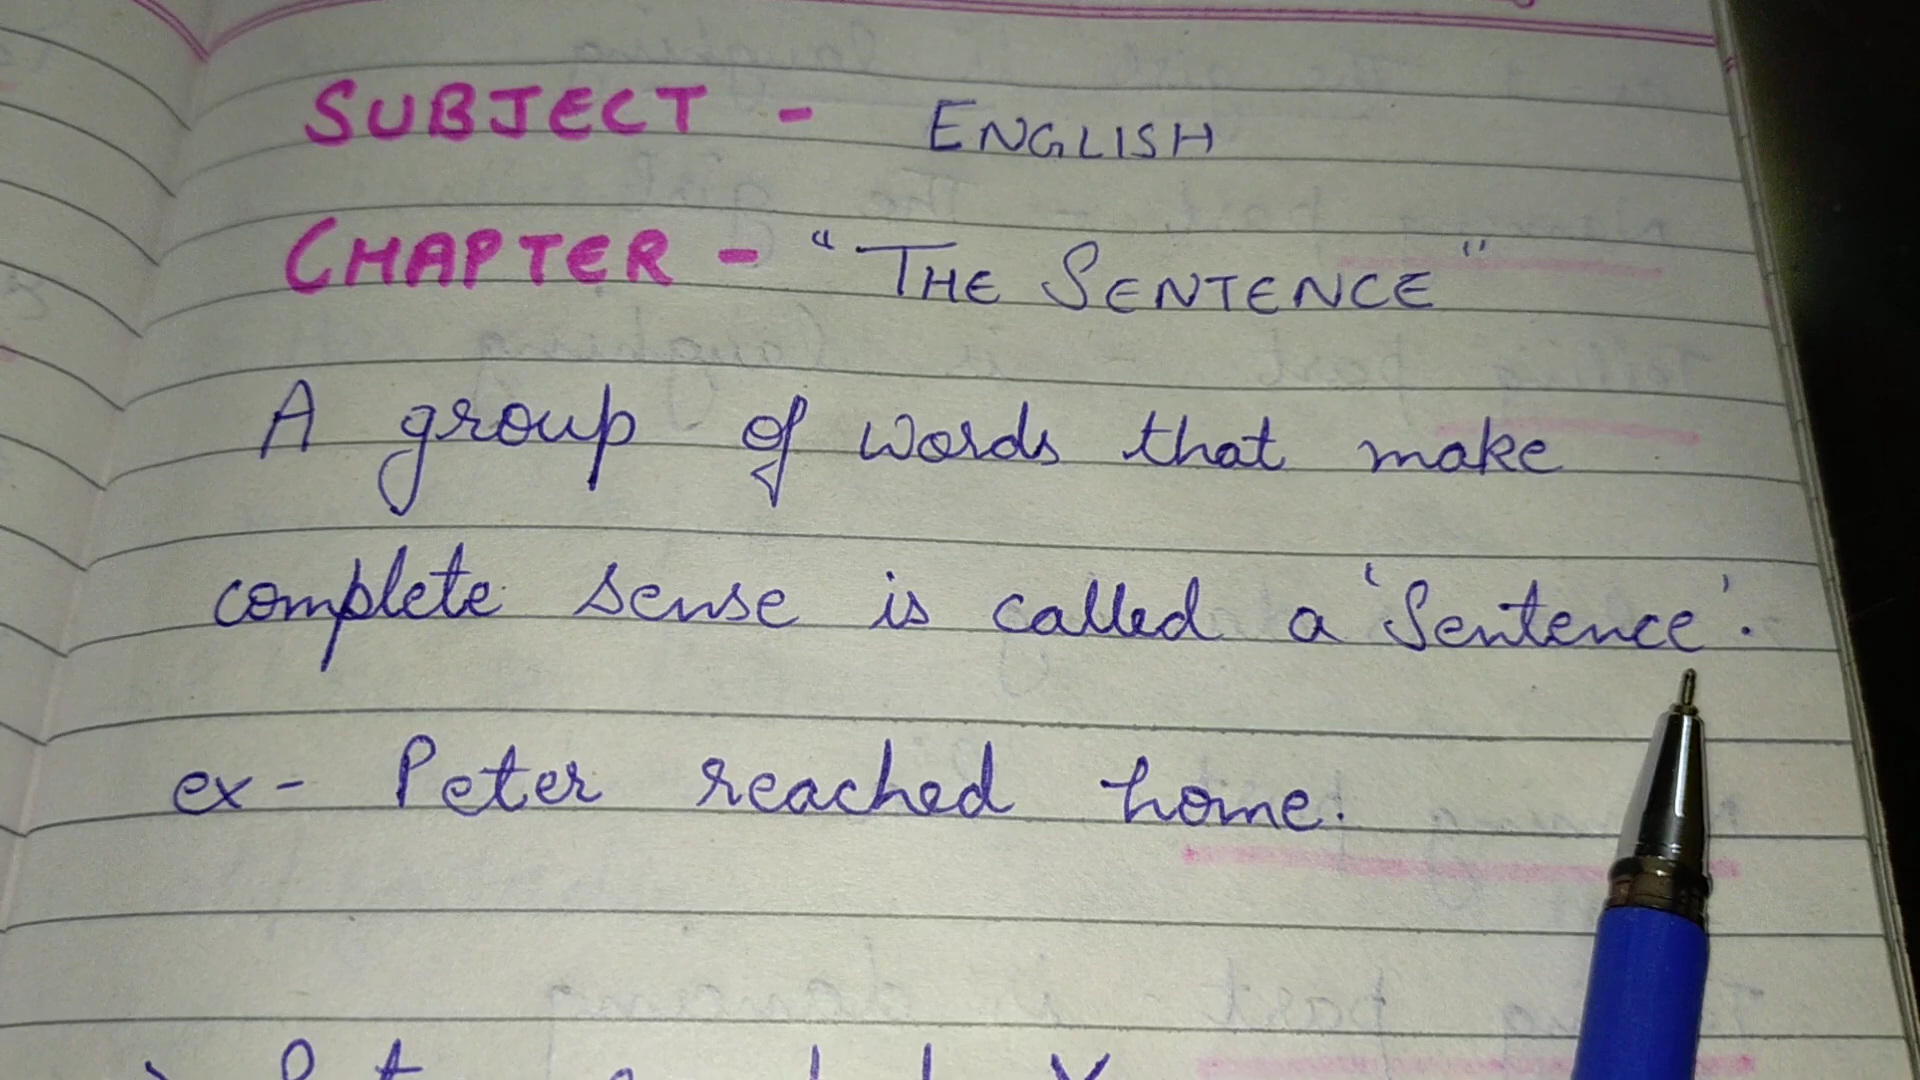 SUBJECT - ENGLISH
CHAPTER - "THE SENTENCE"
A group of words that make
complete sense is called a 'Sentence'.
ex- Peter reached home.